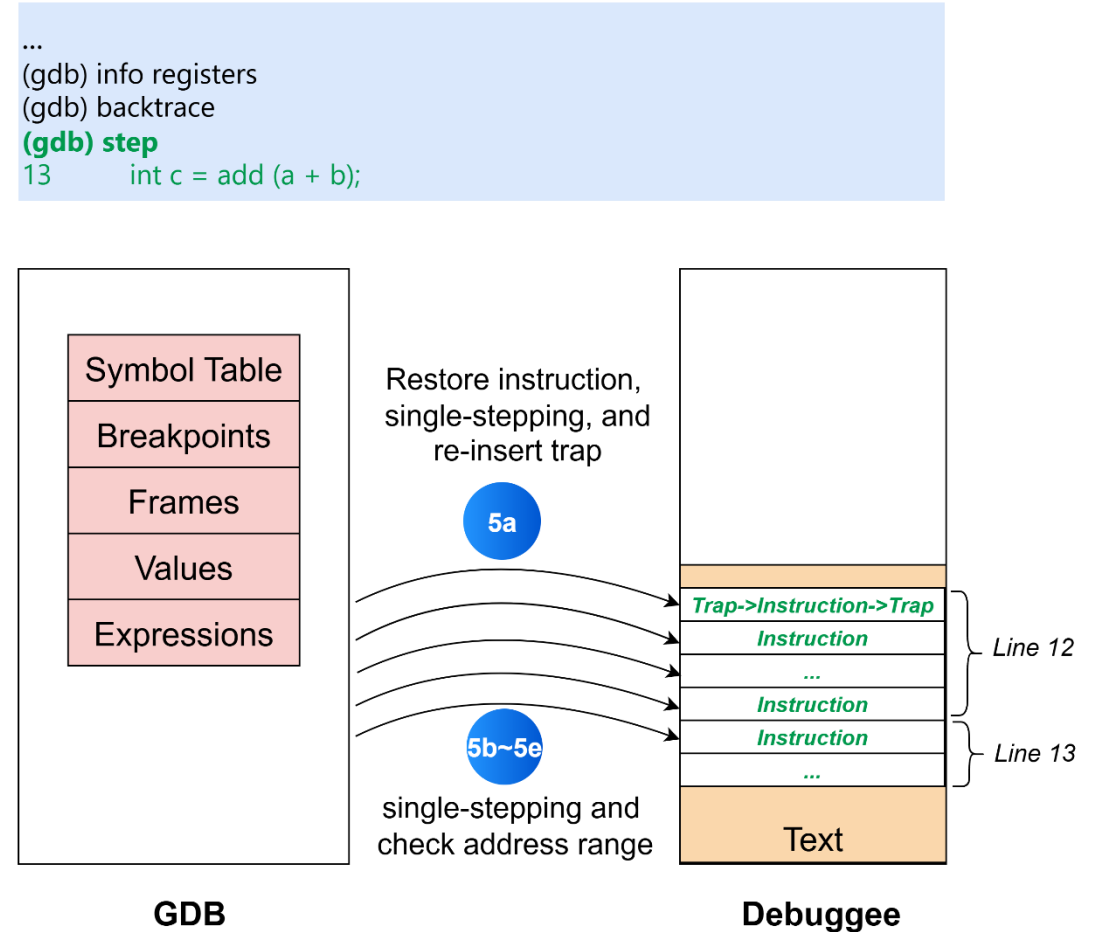 ...
(gdb) info registers
(gdb) backtrace
(gdb) step
13 int c = add (a + b);
Symbol Table
Breakpoints
Frames
Values
Expressions
Restore instruction,
single-stepping, and
re-insert trap
5a
5b~5e
single-stepping and
check address range
Trap->Instruction->Trap
Instruction
...
Instruction
Instruction
...
Text
Line 12
Line 13
GDB
Debuggee